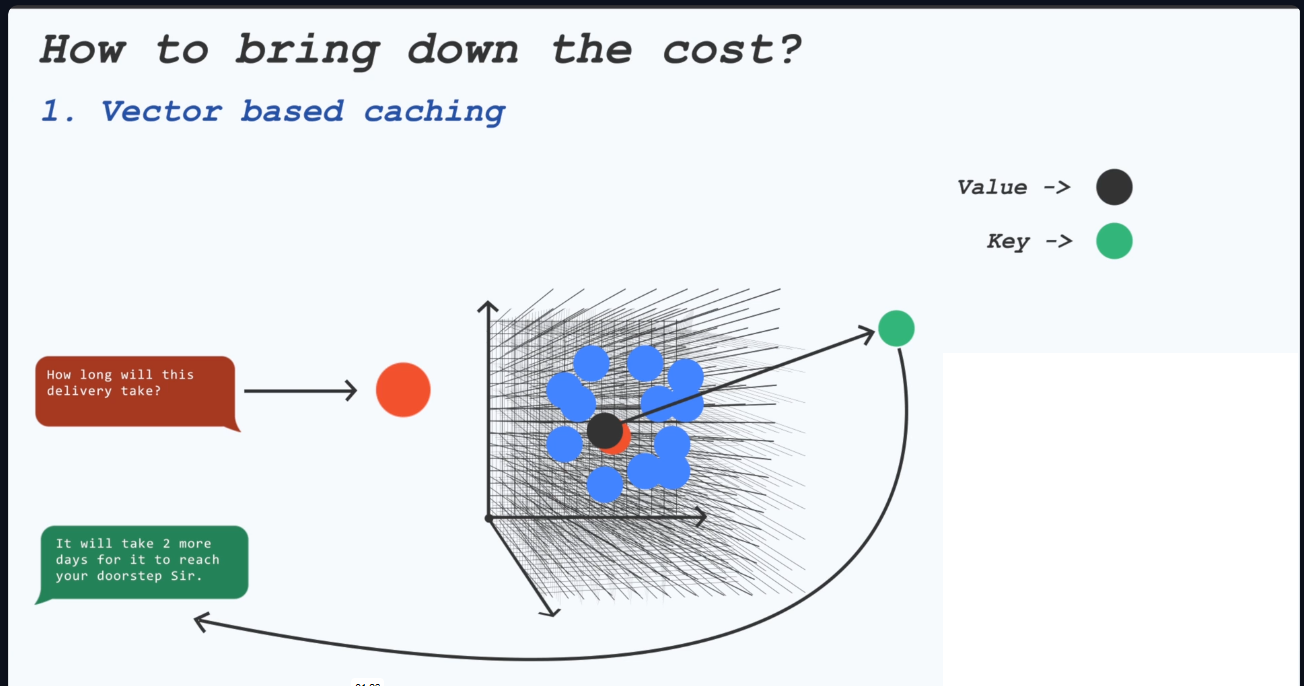 How to bring down the cost?
1. Vector based caching
Value ->
Key ->
How long will this
delivery take?
It will take 2 more
days for it to reach
your doorstep Sir.